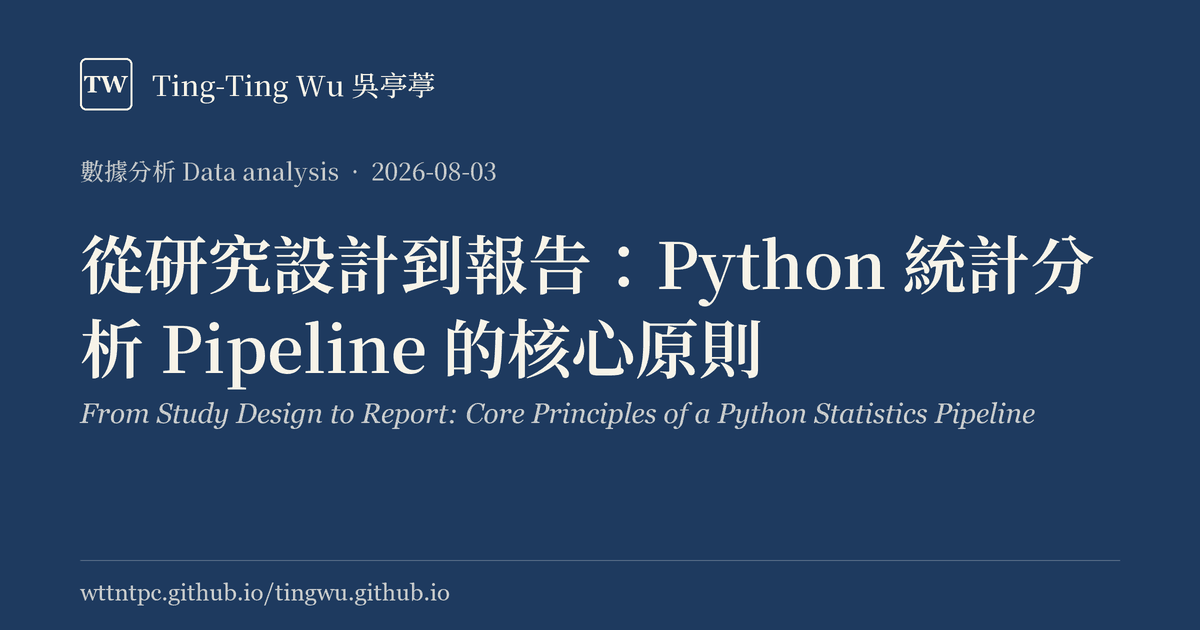 TW
Ting-Ting Wu 吳亭葶
數據分析 Data analysis · 2026-08-03
從研究設計到報告：Python 統計分
析 Pipeline 的核心原則
From Study Design to Report: Core Principles of a Python Statistics Pipeline
wttntpc.github.io/tingwu.github.io